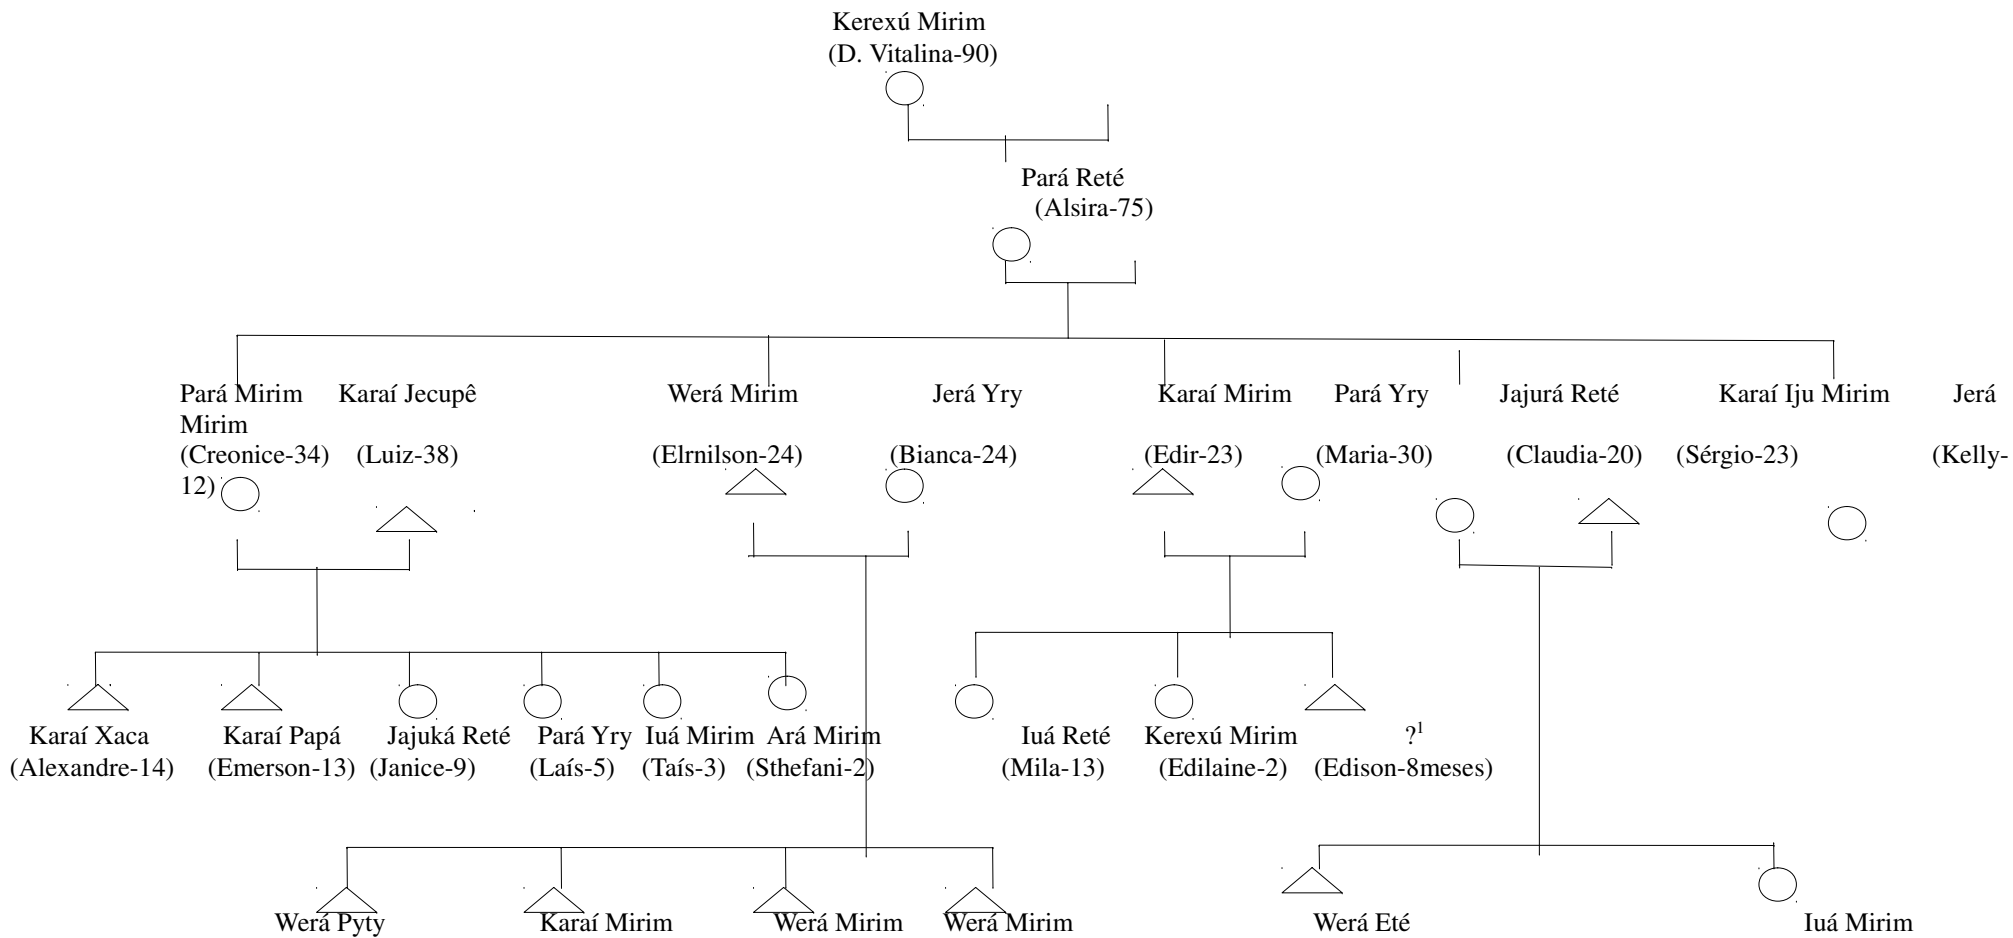 Kerexú Mirim
(D. Vitalina-90)
Pará Reté
(Alsira-75)
Pará Mirim Karaí Jecupê Werá Mirim Jerá Yry Karaí Mirim Pará Yry Jajurá Reté Karaí Iju Mirim Jerá
Mirim
(Creonice-34) (Luiz-38) (Elrnilson-24) (Bianca-24) (Edir-23) (Maria-30) (Claudia-20) (Sérgio-23) (Kelly-
12)
Karaí Xaca Karaí Papá Jajuká Reté Pará Yry Iuá Mirim Ará Mirim Iuá Reté Kerexú Mirim ?¹
(Alexandre-14) (Emerson-13) (Janice-9) (Laís-5) (Taís-3) (Sthefani-2) (Mila-13) (Edilaine-2) (Edison-8meses)
Werá Pyty Karaí Mirim Werá Mirim Werá Mirim Werá Eté Iuá Mirim